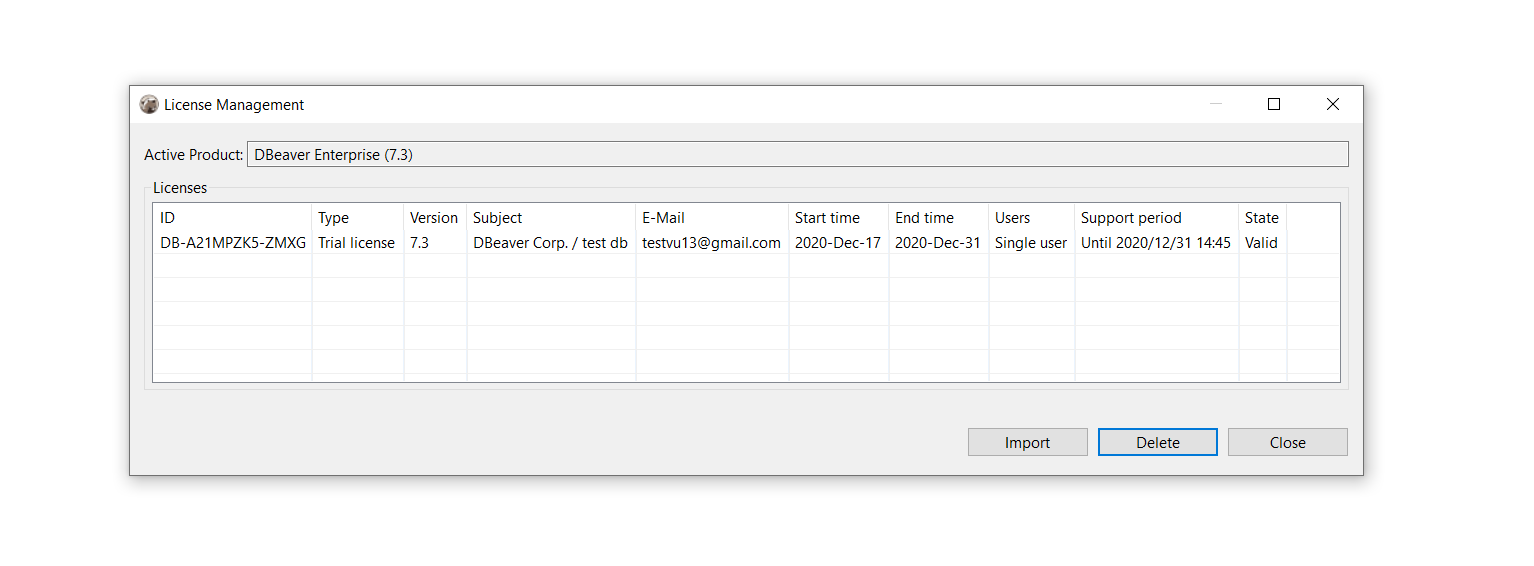 License Management
Active Product: DBeaver Enterprise (7.3)
Licenses
ID Type Version Subject E-Mail Start time End time Users Support period State
DB-A21MPZK5-ZMXG Trial license 7.3 DBeaver Corp. / test db testvu13@gmail.com 2020-Dec-17 2020-Dec-31 Single user Until 2020/12/31 14:45 Valid
Import Delete Close